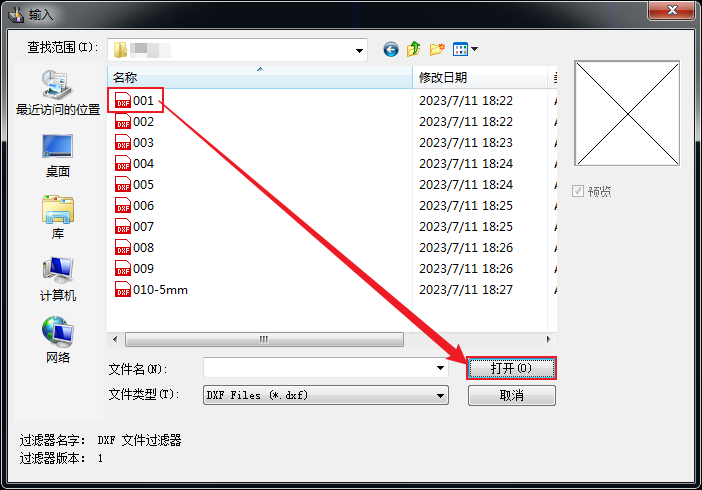 输入
查找范围(I):
名称 修改日期
001 2023/7/11 18:22
002 2023/7/11 18:22
003 2023/7/11 18:23
004 2023/7/11 18:24
005 2023/7/11 18:24
006 2023/7/11 18:25
007 2023/7/11 18:25
008 2023/7/11 18:26
009 2023/7/11 18:26
010-5mm 2023/7/11 18:27
最近访问的位置
桌面
库
计算机
网络
预览
文件名(N): 打开(O)
文件类型(T): DXF Files (*.dxf) 取消
过滤器名字: DXF 文件过滤器
过滤器版本: 1